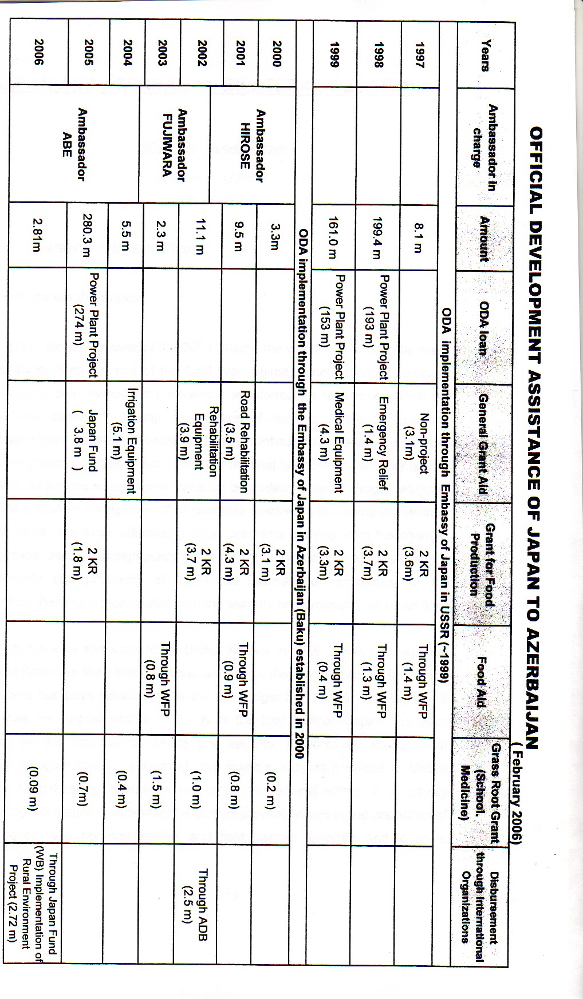 OFFICIAL DEVELOPMENT ASSISTANCE OF JAPAN TO AZERBAIJAN
( February 2006)
Years
Ambassador in
charge
Amount
ODA loan
General Grant Aid
Grant for Food
Production
Food Aid
Grass Root Grant
(School.
Medicine)
Disbursement
through International
Organizations
ODA implementation through Embassy of Japan in USSR (~1999)
1997
8.1 m
Non-project
(3.1m)
2 KR
(3.6m)
Through WFP
(1.4 m)
1998
199.4 m
Power Plant Project
(193 m)
Emergency Relief
(1.4 m)
2 KR
(3.7m)
Through WFP
(1.3 m)
1999
161.0 m
Power Plant Project
(153 m)
Medical Equipment
(4.3 m)
2 KR
(3.3m)
Through WFP
(0.4 m)
ODA implementation through the Embassy of Japan in Azerbaijan (Baku) established in 2000
2000
Ambassador
HIROSE
3.3m
2 KR
(3.1 m)
(0.2 m)
2001
9.5 m
Road Rehabilitation
(3.5 m)
2 KR
(4.3 m)
Through WFP
(0.9 m)
(0.8 m)
2002
Ambassador
FUJIWARA
11.1 m
Rehabilitation
Equipment
(3.9 m)
2 KR
(3.7 m)
(1.0 m)
Through ADB
(2.5 m)
2003
2.3 m
Through WFP
(0.8 m)
(1.5 m)
2004
Ambassador
ABE
5.5 m
Irrigation Equipment
(5.1 m)
(0.4 m)
2005
280.3 m
Power Plant Project
(274 m)
Japan Fund
( 3.8 m )
2 KR
(1.8 m)
(0.7m)
2006
2.81m
(0.09 m)
Through Japan Fund
(WB) Implementation of
Rural Environment
Project (2.72 m)